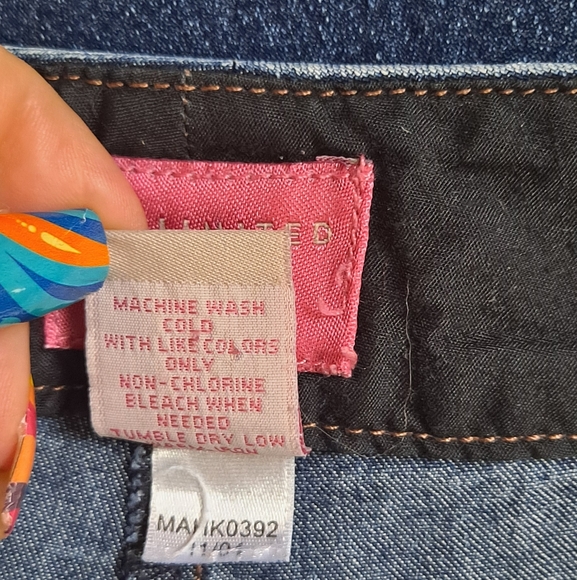 MACHINE WASH
COLD
WITH LIKE COLORS
ONLY
NON-CHLORINE
BLEACH WHEN
NEEDED
TUMBLE DRY LOW